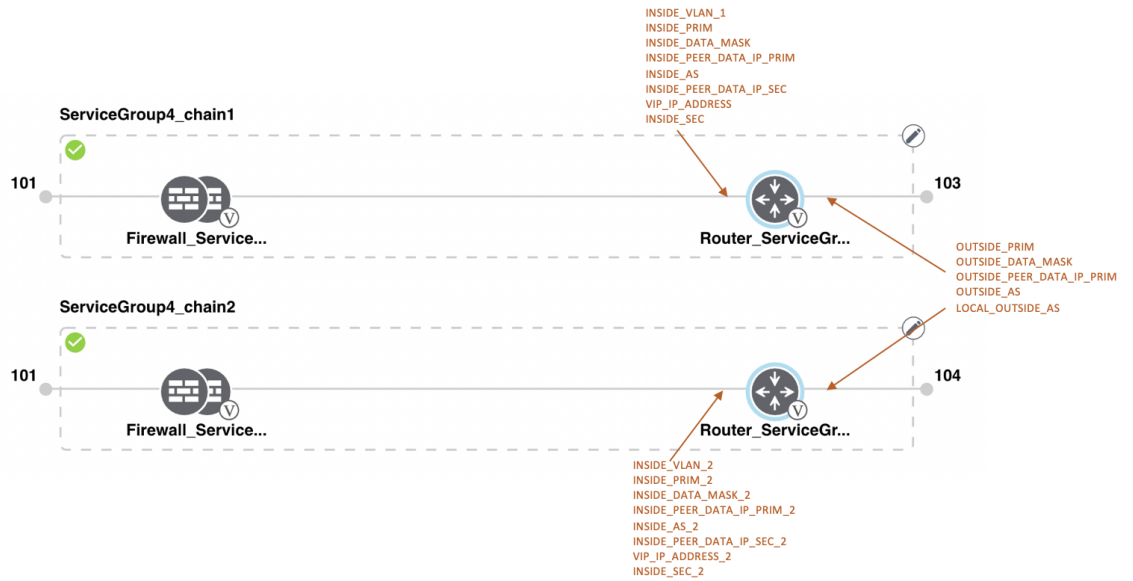 INSIDE_VLAN_1
INSIDE_PRIM
INSIDE_DATA_MASK
INSIDE_PEER_DATA_IP_PRIM
INSIDE_AS
INSIDE_PEER_DATA_IP_SEC
VIP_IP_ADDRESS
INSIDE_SEC
ServiceGroup4_chain1
101
103
V
V
Firewall_Service...
Router_ServiceGr...
OUTSIDE_PRIM
OUTSIDE_DATA_MASK
OUTSIDE_PEER_DATA_IP_PRIM
OUTSIDE_AS
LOCAL_OUTSIDE_AS
ServiceGroup4_chain2
101
104
V
V
Firewall_Service...
Router_ServiceGr...
INSIDE_VLAN_2
INSIDE_PRIM_2
INSIDE_DATA_MASK_2
INSIDE_PEER_DATA_IP_PRIM_2
INSIDE_AS_2
INSIDE_PEER_DATA_IP_SEC_2
VIP_IP_ADDRESS_2
INSIDE_SEC_2